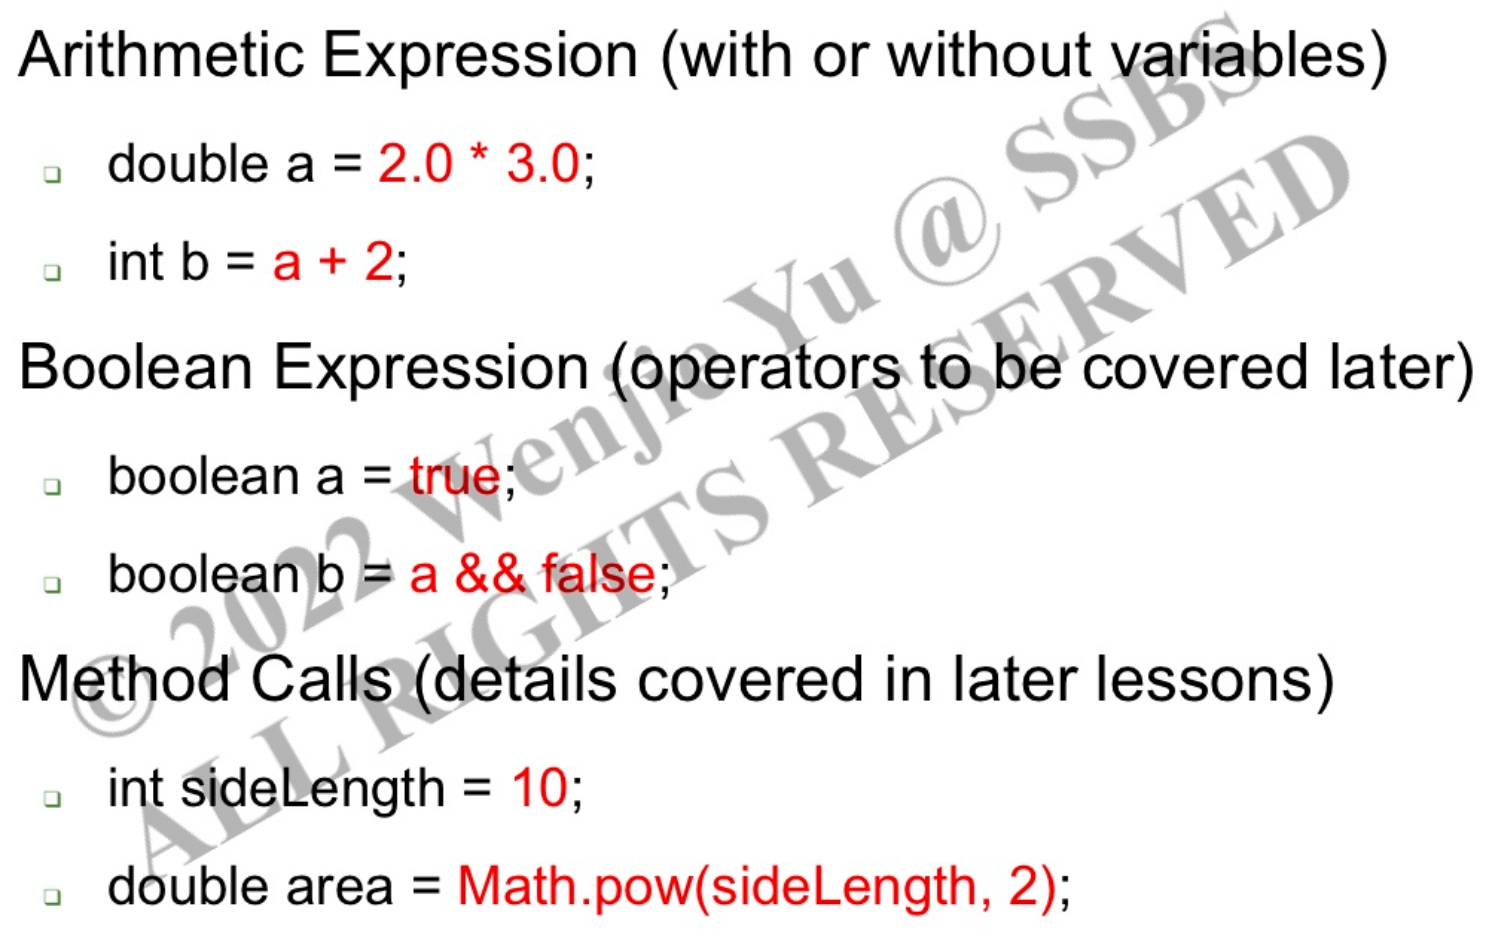 Arithmetic Expression (with or without variables)
double a = 2.0 * 3.0;
int b = a + 2;
Boolean Expression (operators to be covered later)
boolean a = true;
boolean b = a && false;
Method Calls (details covered in later lessons)
int sideLength = 10;
double area = Math.pow(sideLength, 2);
© 2022 Wenjie Yu @ SSBS
ALL RIGHTS RESERVED